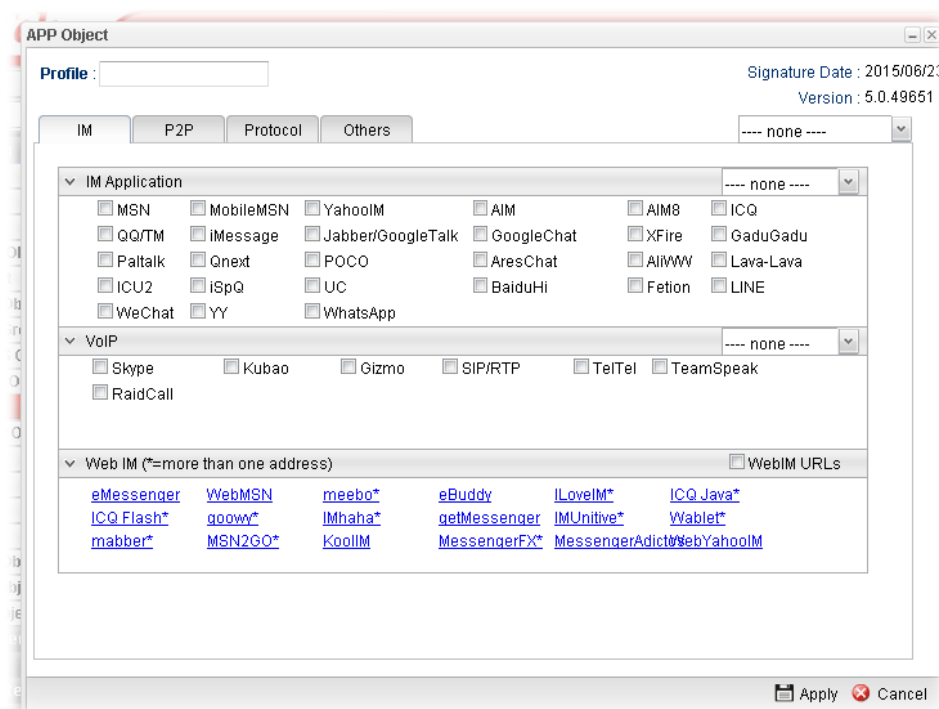 APP Object
Profile :
Signature Date : 2015/06/23
Version : 5.0.49651
IM P2P Protocol Others ---- none ----
IM Application ---- none ----
MSN MobileMSN YahooIM AIM AIM8 ICQ
QQ/TM iMessage Jabber/GoogleTalk GoogleChat XFire GaduGadu
Paltalk Qnext POCO AresChat AliWW Lava-Lava
ICU2 iSpQ UC BaiduHi Fetion LINE
WeChat YY WhatsApp
VoIP ---- none ----
Skype Kubao Gizmo SIP/RTP TelTel TeamSpeak
RaidCall
Web IM (*=more than one address) WebIM URLs
eMessenger WebMSN meebo* eBuddy ILoveIM* ICQ Java*
ICQ Flash* goowy* IMhaha* getMessenger IMUnitive* Wablet*
mabber* MSN2GO* KoolIM MessengerFX* MessengerAdictos WebYahooIM
Apply Cancel